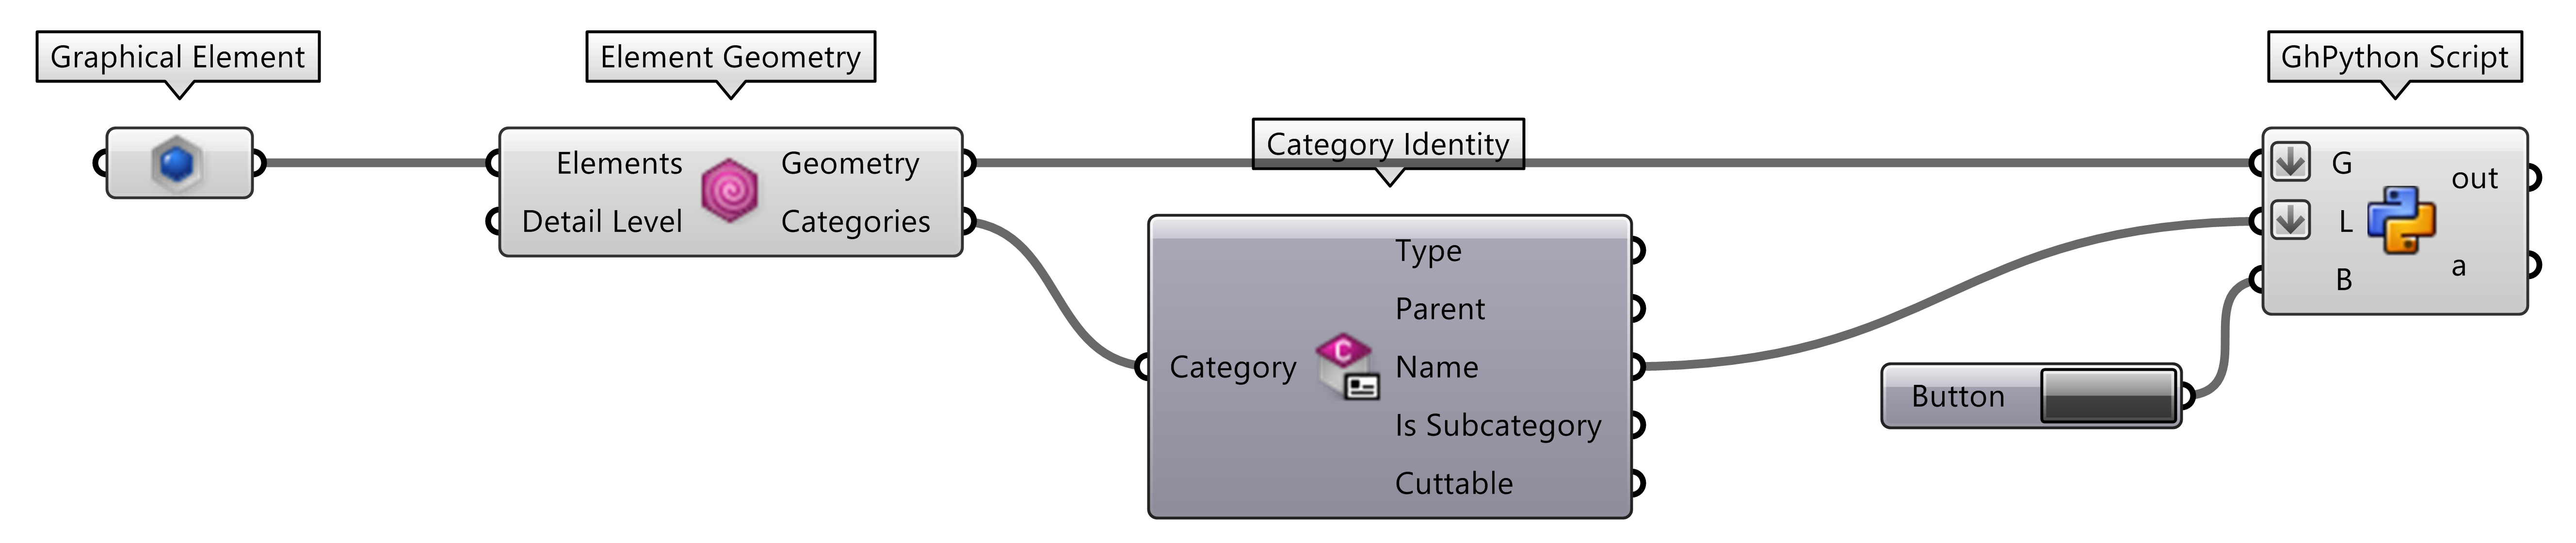 Graphical Element
Element Geometry
Elements
Detail Level
Geometry
Categories
Category Identity
Category
C
Type
Parent
Name
Is Subcategory
Cuttable
Button
GhPython Script
G
L
B
out
a